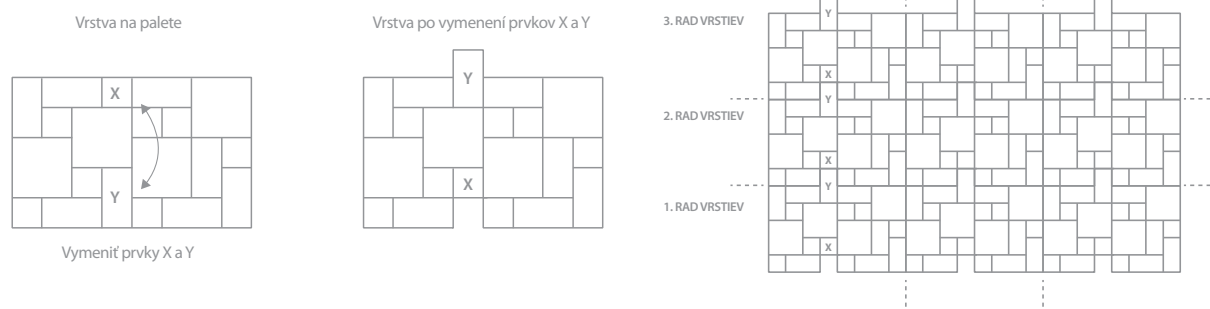 Vrstva na palete
X
Y
Vymeniť prvky X a Y
Vrstva po vymenení prvkov X a Y
Y
X
3. RAD VRSTIEV
Y
X
2. RAD VRSTIEV
Y
X
1. RAD VRSTIEV
Y
X